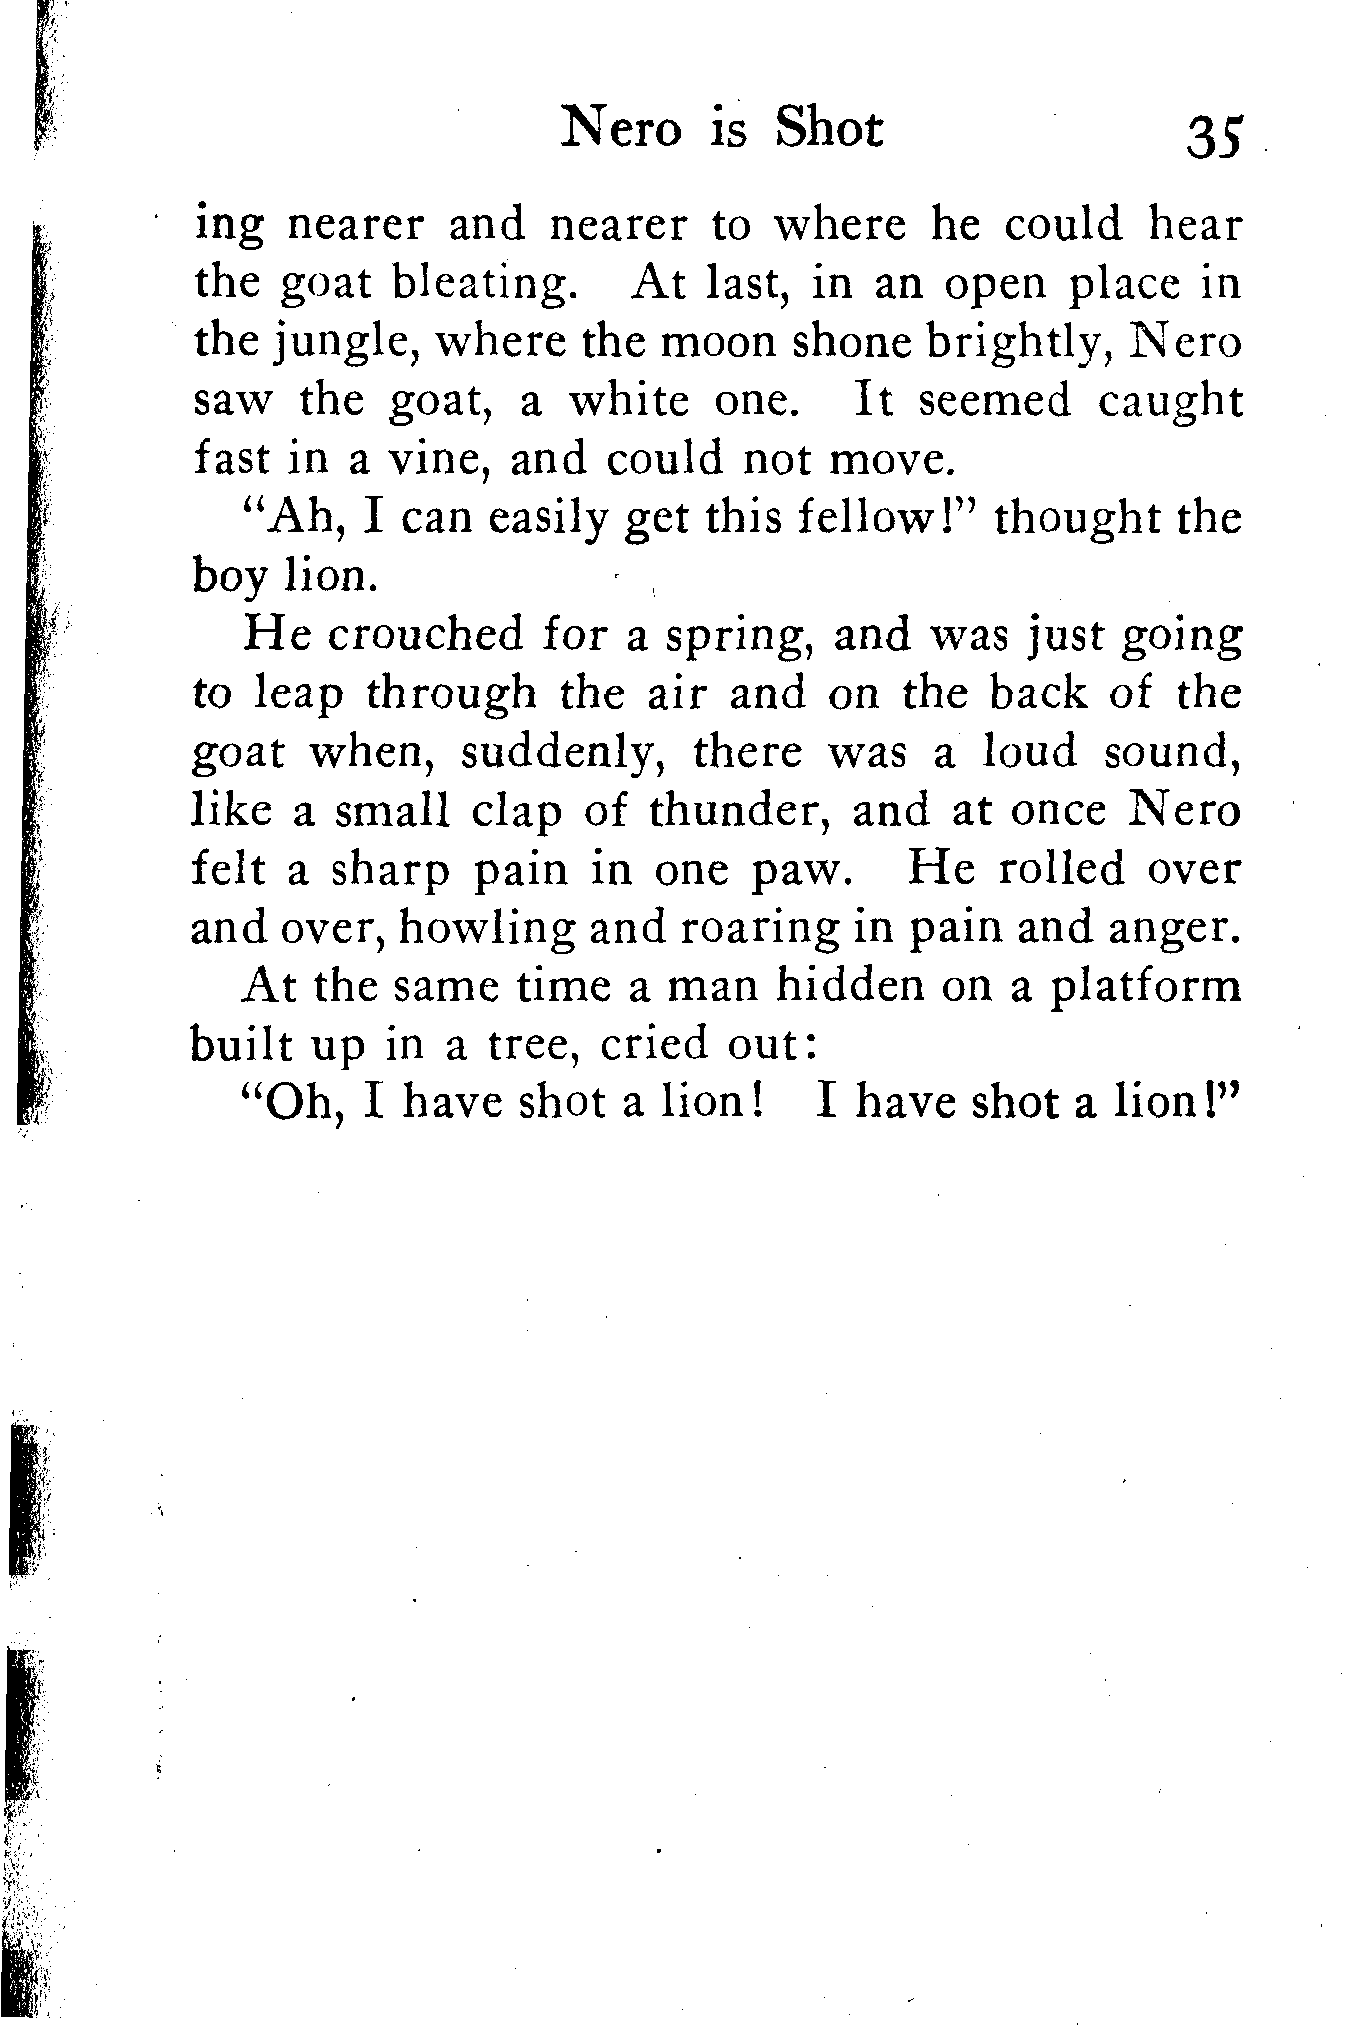 Nero is Shot 35
ing nearer and nearer to where he could hear
the goat bleating. At last, in an open place in
the jungle, where the moon shone brightly, Nero
saw the goat, a white one. It seemed caught
fast in a vine, and could not move.
"Ah, I can easily get this fellow!" thought the
boy lion.
He crouched for a spring, and was just going
to leap through the air and on the back of the
goat when, suddenly, there was a loud sound,
like a small clap of thunder, and at once Nero
felt a sharp pain in one paw. He rolled over
and over, howling and roaring in pain and anger.
At the same time a man hidden on a platform
built up in a tree, cried out:
"Oh, I have shot a lion! I have shot a lion!"